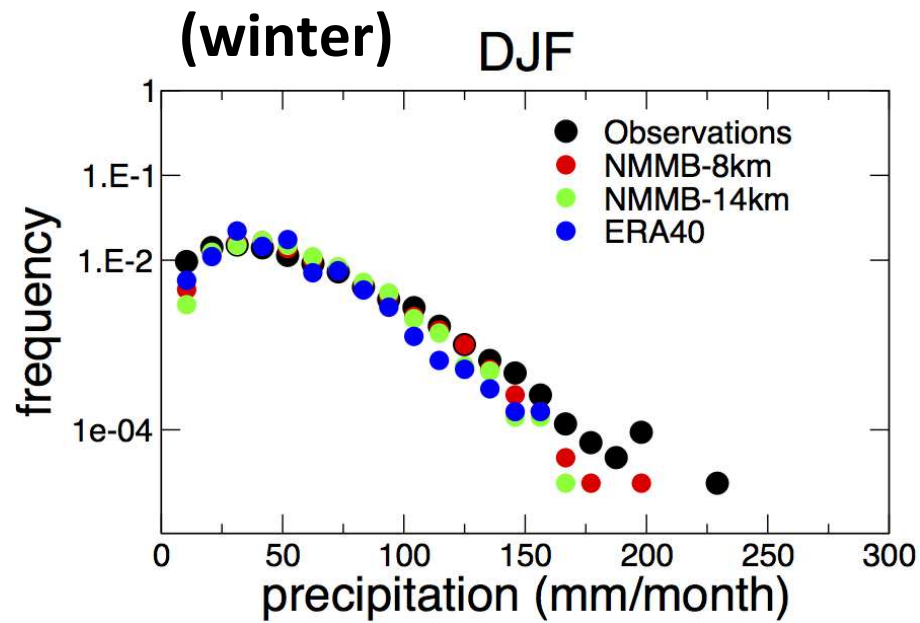 (winter)
DJF
1
1.E-1
1.E-2
1e-04
frequency
Observations
NMMB-8km
NMMB-14km
ERA40
0 50 100 150 200 250 300
precipitation (mm/month)